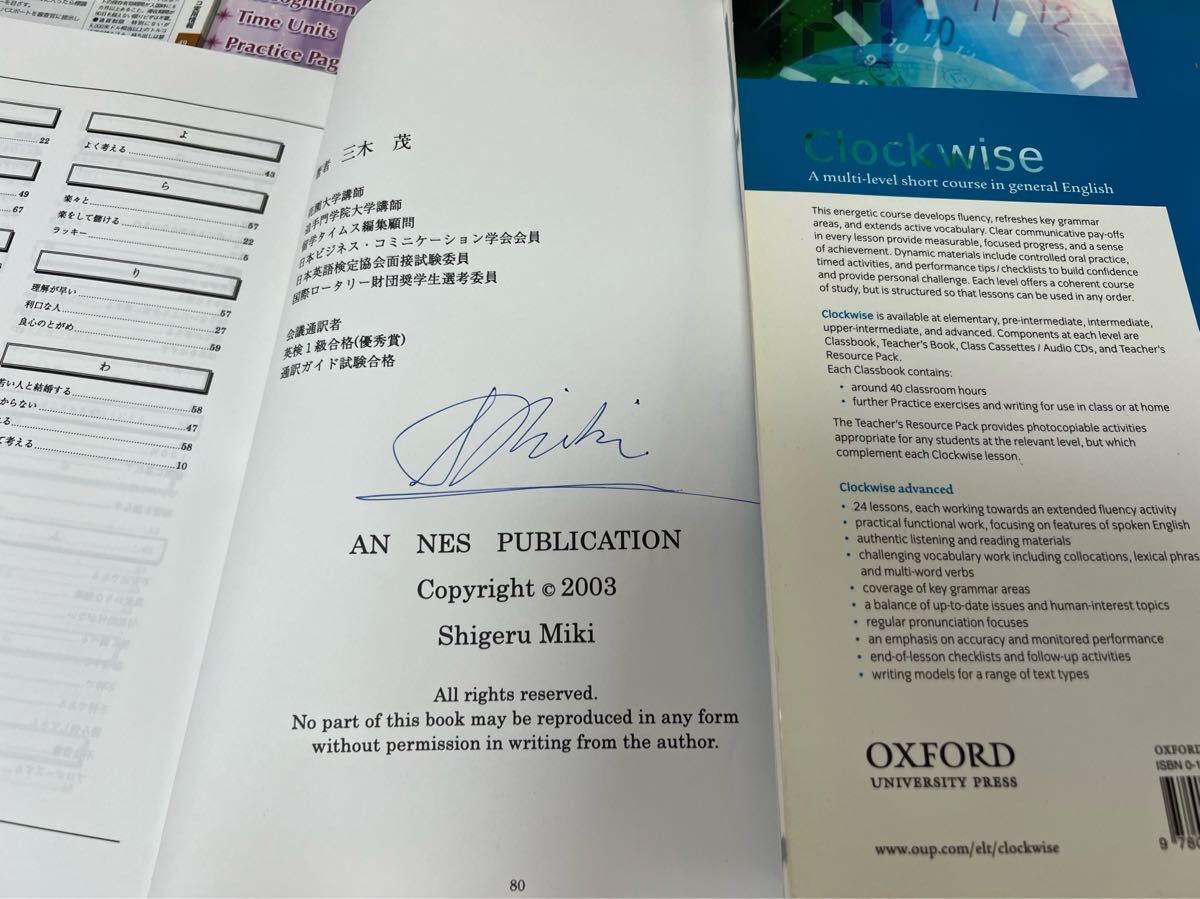 Recognition
Time Units
Practice Pag
よ
よく考える 43
ら
楽々と 57
楽をして儲ける 22
ラッキー 5
り
理解が早い 57
利口な人 27
良心のとがめ 59
わ
若い人と結婚する 58
からない 47
れる 58
て考える 10
22
49
67
著者 三木 茂
大学講師
追手門学院大学講師
留学タイムス編集顧問
日本ビジネス・コミニケーション学会会員
日本英語検定協会面接試験委員
国際ロータリー財団奨学生選考委員
会議通訳者
英検1級合格(優秀賞)
通訳ガイド試験合格
SMiki
AN NES PUBLICATION
Copyright © 2003
Shigeru Miki
All rights reserved.
No part of this book may be reproduced in any form
without permission in writing from the author.
80
9 10 11 12
Clockwise
A multi-level short course in general English
This energetic course develops fluency, refreshes key grammar
areas, and extends active vocabulary. Clear communicative pay-offs
in every lesson provide measurable, focused progress, and a sense
of achievement. Dynamic materials include controlled oral practice,
timed activities, and performance tips / checklists to build confidence
and provide personal challenge. Each level offers a coherent course
of study, but is structured so that lessons can be used in any order.
Clockwise is available at elementary, pre-intermediate, intermediate,
upper-intermediate, and advanced. Components at each level are
Classbook, Teacher's Book, Class Cassettes / Audio CDs, and Teacher's
Resource Pack.
Each Classbook contains:
• around 40 classroom hours
• further Practice exercises and writing for use in class or at home
The Teacher's Resource Pack provides photocopiable activities
appropriate for any students at the relevant level, but which
complement each Clockwise lesson.
Clockwise advanced
• 24 lessons, each working towards an extended fluency activity
• practical functional work, focusing on features of spoken English
• authentic listening and reading materials
• challenging vocabulary work including collocations, lexical phras
and multi-word verbs
• coverage of key grammar areas
• a balance of up-to-date issues and human-interest topics
• regular pronunciation focuses
• an emphasis on accuracy and monitored performance
• end-of-lesson checklists and follow-up activities
• writing models for a range of text types
OXFORD
UNIVERSITY PRESS
www.oup.com/elt/clockwise
OXFORD
ISBN 0-1
9 780